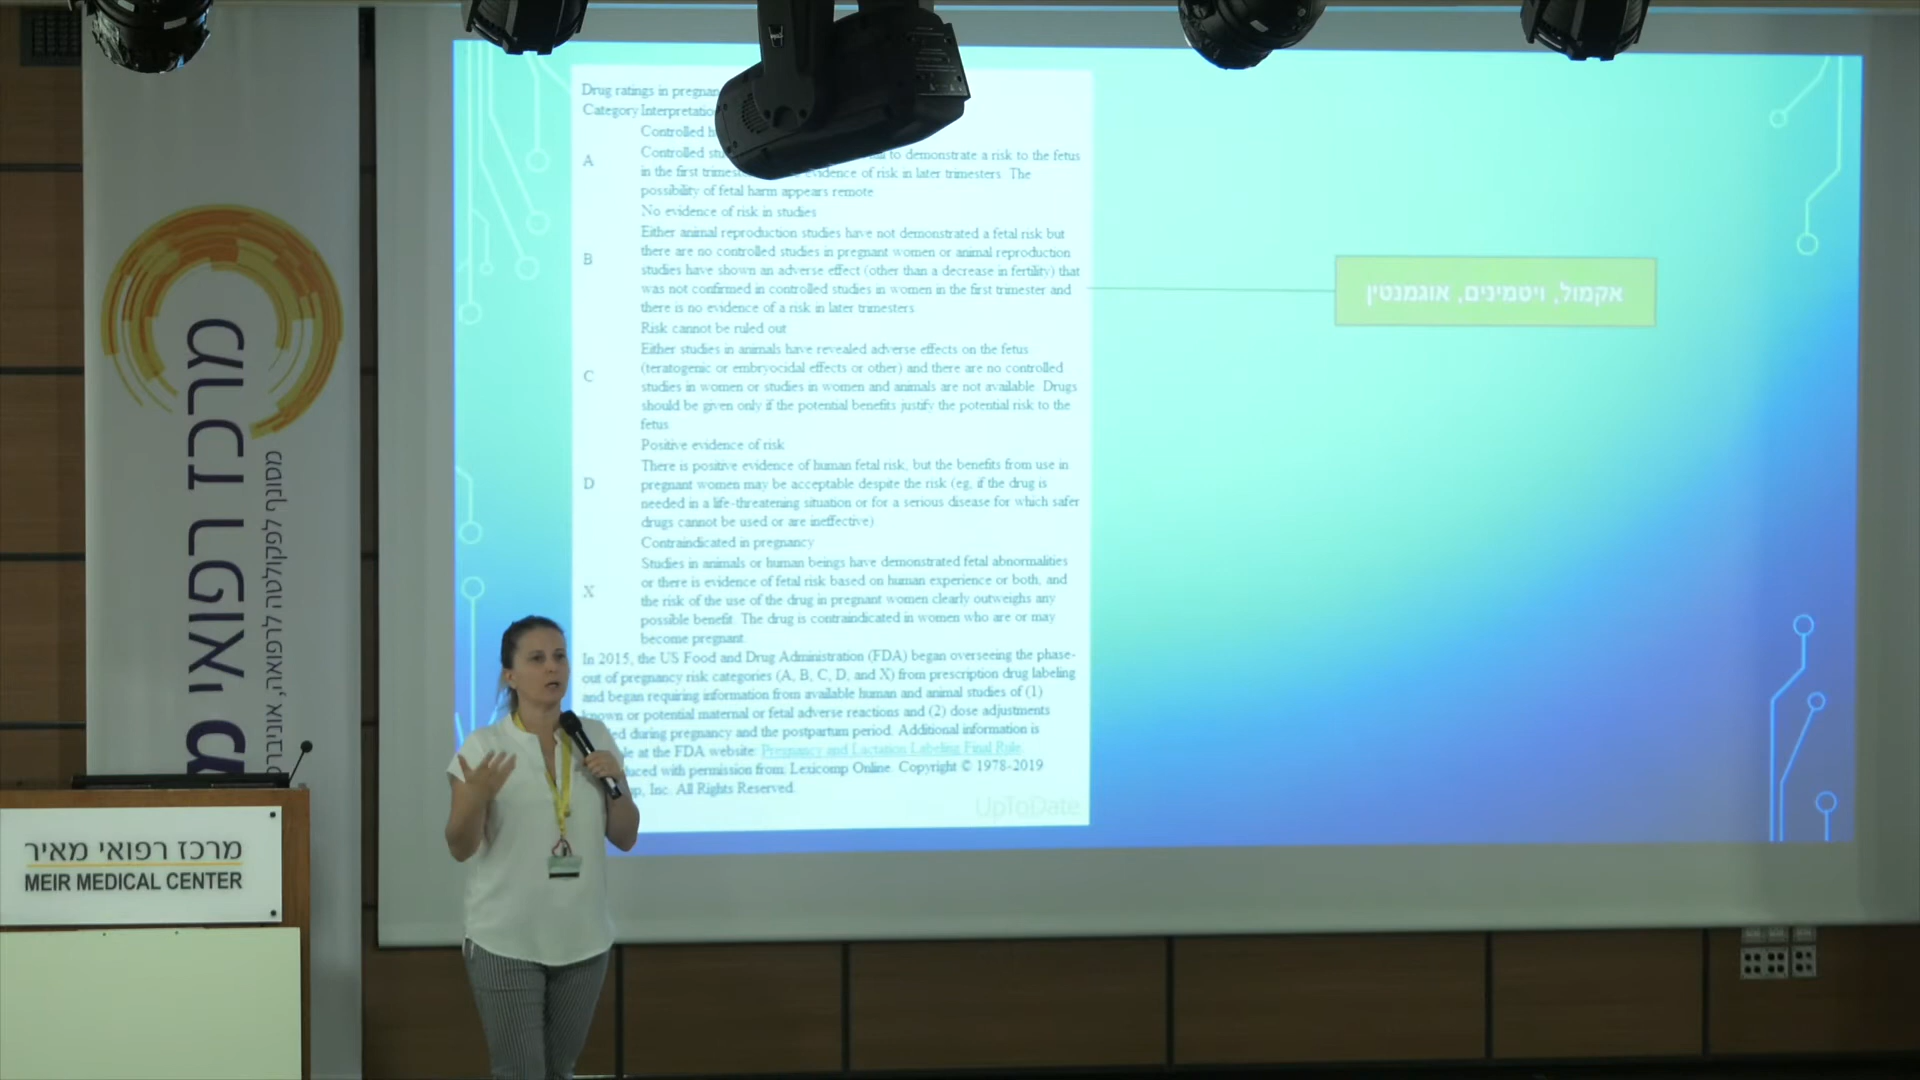 Drug ratings in
Category
Controlled
A
Controlled
to demonstrate a risk to the fetus
in the first
evidence of risk in later trimesters. The
possibility of fetal harm appears remote
No evidence of risk in studies
B
Either animal reproduction studies have not demonstrated a fetal risk but
there are no controlled studies in pregnant women or animal reproduction
studies have shown an adverse effect (other than a decrease in fertility) that
was not confirmed in controlled studies in women in the first trimester and
there is no evidence of a risk in later trimesters
Risk cannot be ruled out
C
Either studies in animals have revealed adverse effects on the fetus
(teratogenic or embryocidal effects or other) and there are no controlled
studies in women or studies in women and animals are not available. Drugs
should be given only if the potential benefits justify the potential risk to the
fetus
Positive evidence of risk
D
There is positive evidence of human fetal risk, but the benefits from use in
pregnant women may be acceptable despite the risk (eg, if the drug is
needed in a life-threatening situation or for a serious disease for which safer
drugs cannot be used or are ineffective)
Contraindicated in pregnancy
X
Studies in animals or human beings have demonstrated fetal abnormalities
or there is evidence of fetal risk based on human experience or both, and
the risk of the use of the drug in pregnant women clearly outweighs any
possible benefit. The drug is contraindicated in women who are or may
become pregnant.
In 2015, the US Food and Drug Administration (FDA) began overseeing the phase-
out of pregnancy risk categories (A, B, C, D, and X) from prescription drug labeling
and began requiring information from available human and animal studies of (1)
known or potential maternal or fetal adverse reactions and (2) dose adjustments
during pregnancy and the postpartum period. Additional information is
at the FDA website: Pregnancy and Lactation Labeling Final Rule.
with permission from: Lexicomp Online. Copyright © 1978-2019
Inc. All Rights Reserved.
UpToDate
אקמול, ויטמינים, אוגמנטין
מרכז רפואי מ
מסונף לפקולטה לרפואה,
מרכז רפואי מאיר
MEIR MEDICAL CENTER